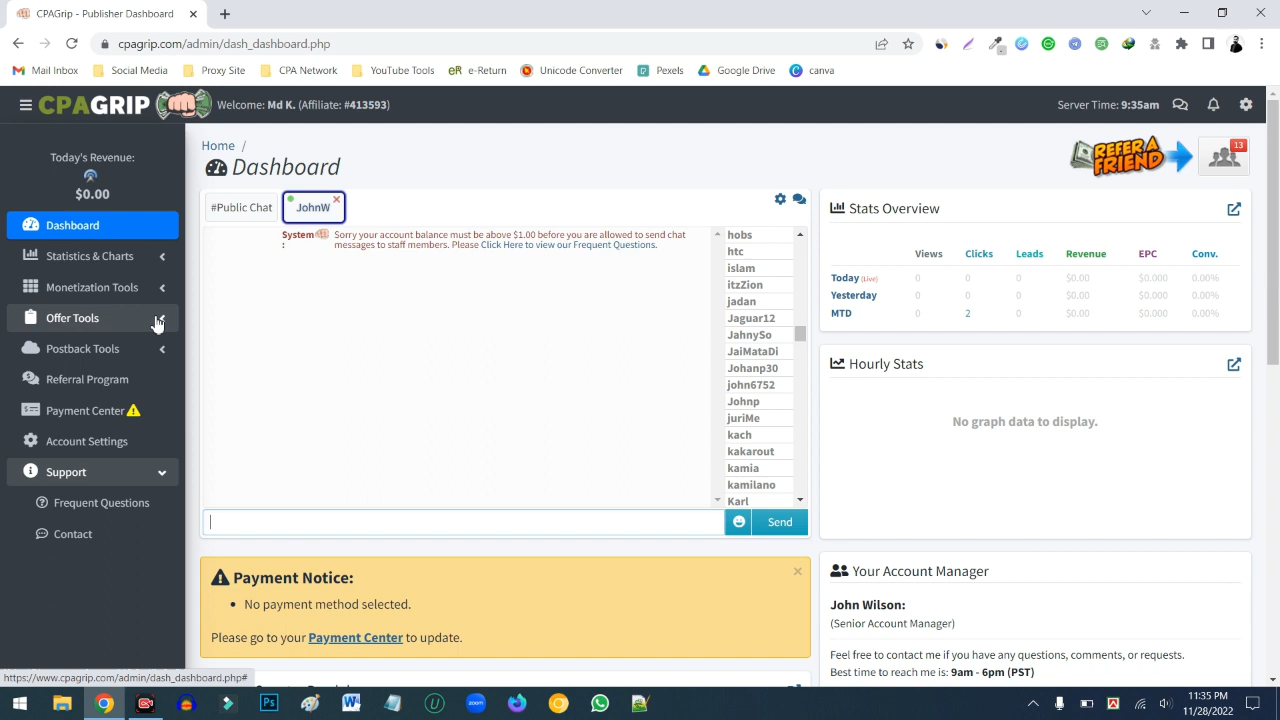 CPAGrip - Publisher Dashboard
cpagrip.com/admin/dash_dashboard.php
Mail Inbox
Social Media
Proxy Site
CPA Network
YouTube Tools
eR e-Return
Unicode Converter
Pexels
Google Drive
canva
CPAGRIP
Welcome: Md K. (Affiliate: #413593)
Server Time: 9:35am
Today's Revenue:
$0.00
Dashboard
Statistics & Charts
Monetization Tools
Offer Tools
Postback Tools
Referral Program
Payment Center
Account Settings
Support
Frequent Questions
Contact
Home /
Dashboard
REFER A
FRIEND
13
#Public Chat
JohnW
System
:
Sorry your account balance must be above $1.00 before you are allowed to send chat
messages to staff members. Please Click Here to view our Frequent Questions.
hobs
htc
islam
itzZion
jadan
Jaguar12
JahnySo
JaiMataDi
Johanp30
john6752
Johnp
juriMe
kach
kakarout
kamia
kamilano
Karl
Send
Payment Notice:
• No payment method selected.
Please go to your Payment Center to update.
Stats Overview
Views Clicks Leads Revenue EPC Conv.
Today (Live) 0 0 0 $0.00 $0.000 0.00%
Yesterday 0 0 0 $0.00 $0.000 0.00%
MTD 0 2 0 $0.00 $0.000 0.00%
Hourly Stats
No graph data to display.
Your Account Manager
John Wilson:
(Senior Account Manager)
Feel free to contact me if you have any questions, comments, or requests.
Best time to reach me is: 9am - 6pm (PST)
https://www.cpagrip.com/admin/dash_dashboard.php#
Ps
zoom
11:35 PM
11/28/2022